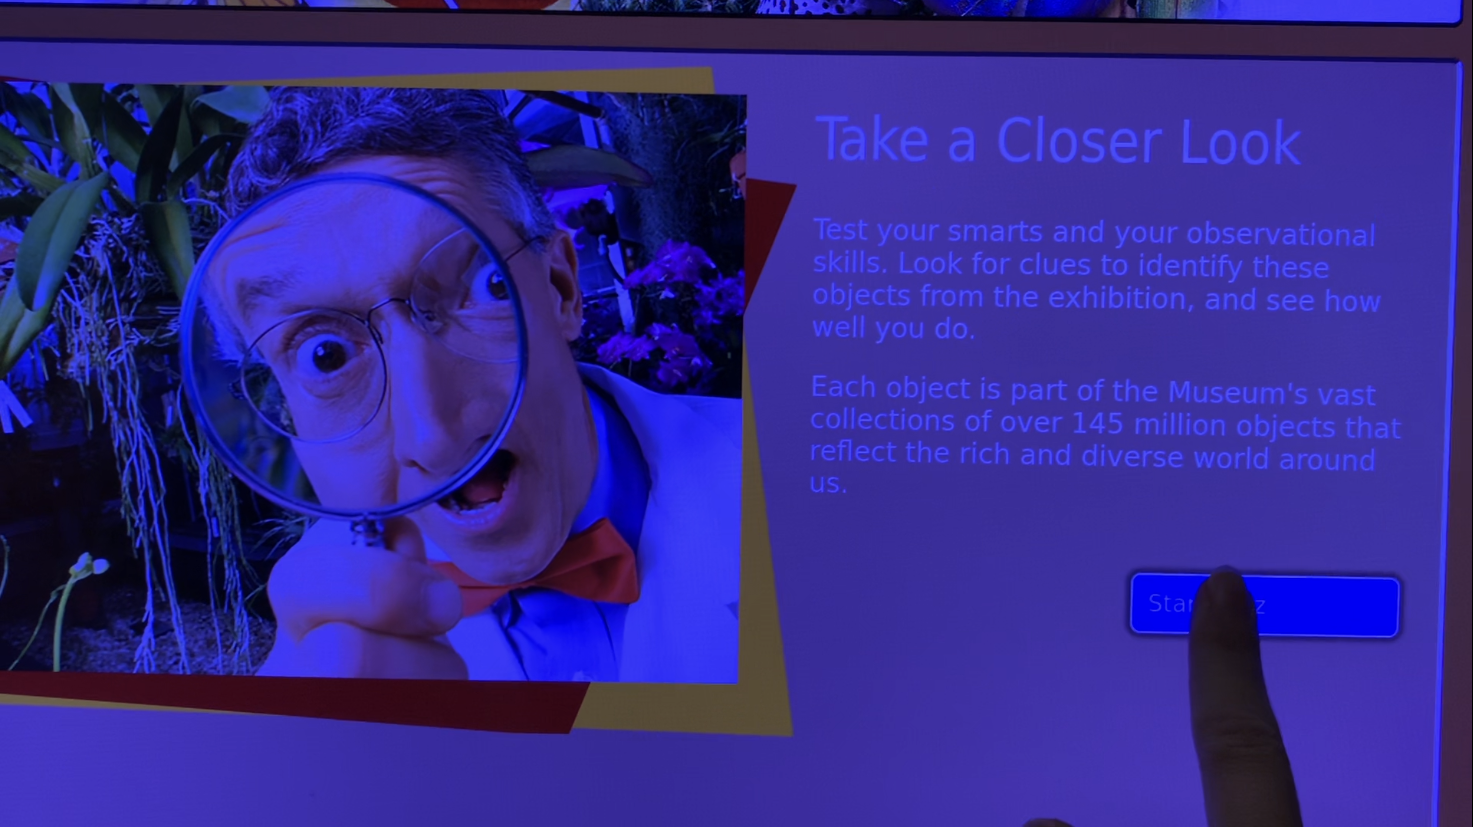 Take a Closer Look
Test your smarts and your observational
skills. Look for clues to identify these
objects from the exhibition, and see how
well you do.
Each object is part of the Museum's vast
collections of over 145 million objects that
reflect the rich and diverse world around
us.